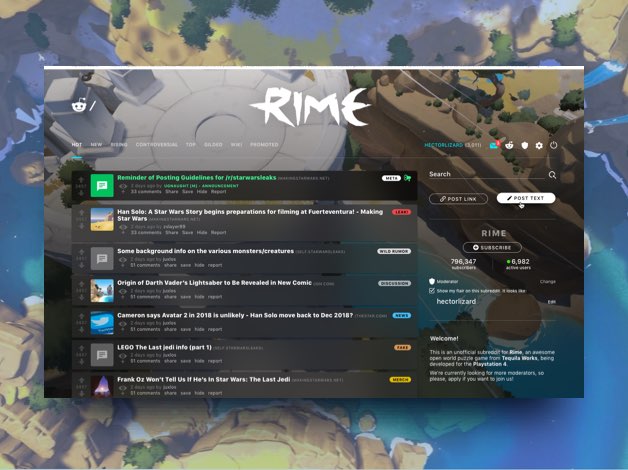 RIME
HOT NEW RISING CONTROVERSIAL TOP GILDED WIKI PROMOTED
HECTORLIZARD (3,011)
Search
POST LINK POST TEXT
RIME
SUBSCRIBE
796,347 6,982
subscribers active users
Moderator Change
Show my flair on this subreddit. It looks like:
hectorlizard Edit
Welcome!
This is an unofficial subreddit for Rime, an awesome
open world puzzle game from Tequila Works, being
developed for the Playstation 4.
We're currently looking for more moderators, so
please, apply if you want to join us!
Reminder of Posting Guidelines for /r/starwarsleaks (MAKINGSTARWARS.NET) META
2 days ago by UONAUGHT [M] - ANNOUNCEMENT
33 comments Share Save Hide Report
Han Solo: A Star Wars Story begins preparations for filming at Fuerteventura! - Making LEAK!
Star Wars (MAKINGSTARWARS.NET)
2 days ago by zslayer89
33 comments Share Save Hide Report
Some background info on the various monsters/creatures (SELF.STARWARSLEAKS) WILD RUMOR
2 days ago by juxlos
51 comments share save hide report
Origin of Darth Vader's Lightsaber to Be Revealed in New Comic (IGN.COM) DISCUSSION
2 days ago by juxlos
51 comments share save hide report
Cameron says Avatar 2 in 2018 is unlikely - Han Solo move back to Dec 2018? (THESTAR.COM) NEWS
2 days ago by juxlos
51 comments share save hide report
LEGO The Last jedi info (part 1) (SELF.STARWARSLEAKS) FAKE
2 days ago by juxlos
51 comments share save hide report
Frank Oz Won't Tell Us If He's In Star Wars: The Last Jedi (MAKINGSTARWARS.NET) MERCH
2 days ago by juxlos
51 comments share save hide report